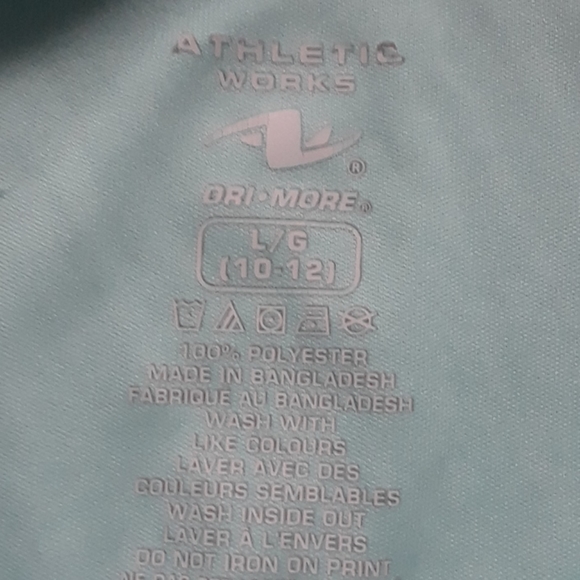 ATHLETIC
WORKS
®
DRI•MORE®
L/G
(10-12)
100% POLYESTER
MADE IN BANGLADESH
FABRIQUE AU BANGLADESH
WASH WITH
LIKE COLOURS
LAVER AVEC DES
COULEURS SEMBLABLES
WASH INSIDE OUT
LAVER À L'ENVERS
DO NOT IRON ON PRINT